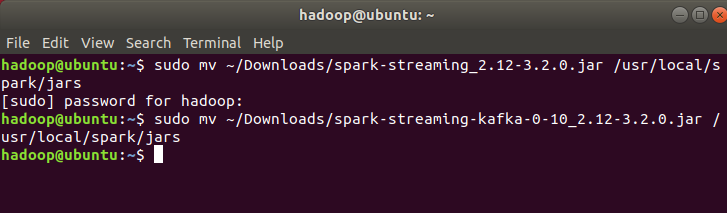 hadoop@ubuntu: ~
File Edit View Search Terminal Help
hadoop@ubuntu:~$ sudo mv ~/Downloads/spark-streaming_2.12-3.2.0.jar /usr/local/s
park/jars
[sudo] password for hadoop:
hadoop@ubuntu:~$ sudo mv ~/Downloads/spark-streaming-kafka-0-10_2.12-3.2.0.jar /
usr/local/spark/jars
hadoop@ubuntu:~$